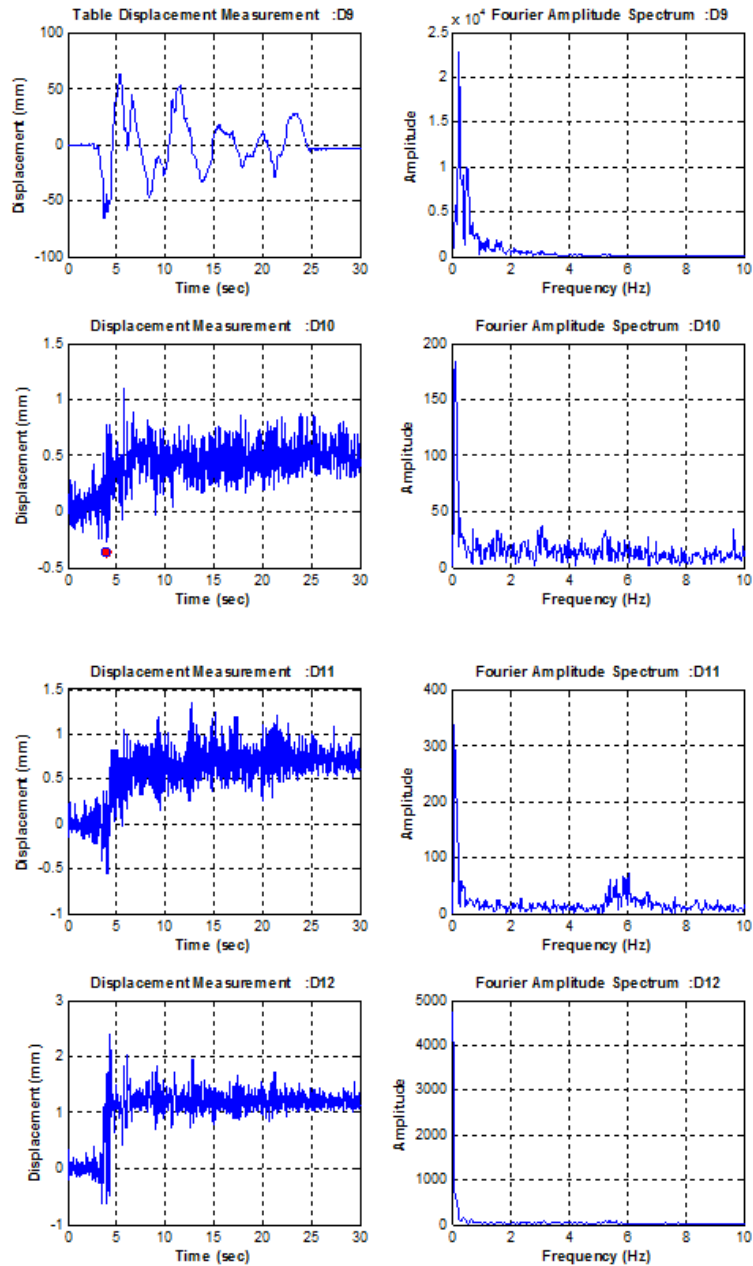 Table Displacement Measurement :D9
Displacement (mm)
100
50
0
-50
-100
0 5 10 15 20 25 30
Time (sec)
x 10^4 Fourier Amplitude Spectrum :D9
Amplitude
2.5
2
1.5
1
0.5
0
0 2 4 6 8 10
Frequency (Hz)
Displacement Measurement :D10
Displacement (mm)
1.5
1
0.5
0
-0.5
0 5 10 15 20 25 30
Time (sec)
Fourier Amplitude Spectrum :D10
Amplitude
200
150
100
50
0
0 2 4 6 8 10
Frequency (Hz)
Displacement Measurement :D11
Displacement (mm)
1.5
1
0.5
0
-0.5
-1
0 5 10 15 20 25 30
Time (sec)
Fourier Amplitude Spectrum :D11
Amplitude
400
300
200
100
0
0 2 4 6 8 10
Frequency (Hz)
Displacement Measurement :D12
Displacement (mm)
3
2
1
0
-1
0 5 10 15 20 25 30
Time (sec)
Fourier Amplitude Spectrum :D12
Amplitude
5000
4000
3000
2000
1000
0
0 2 4 6 8 10
Frequency (Hz)